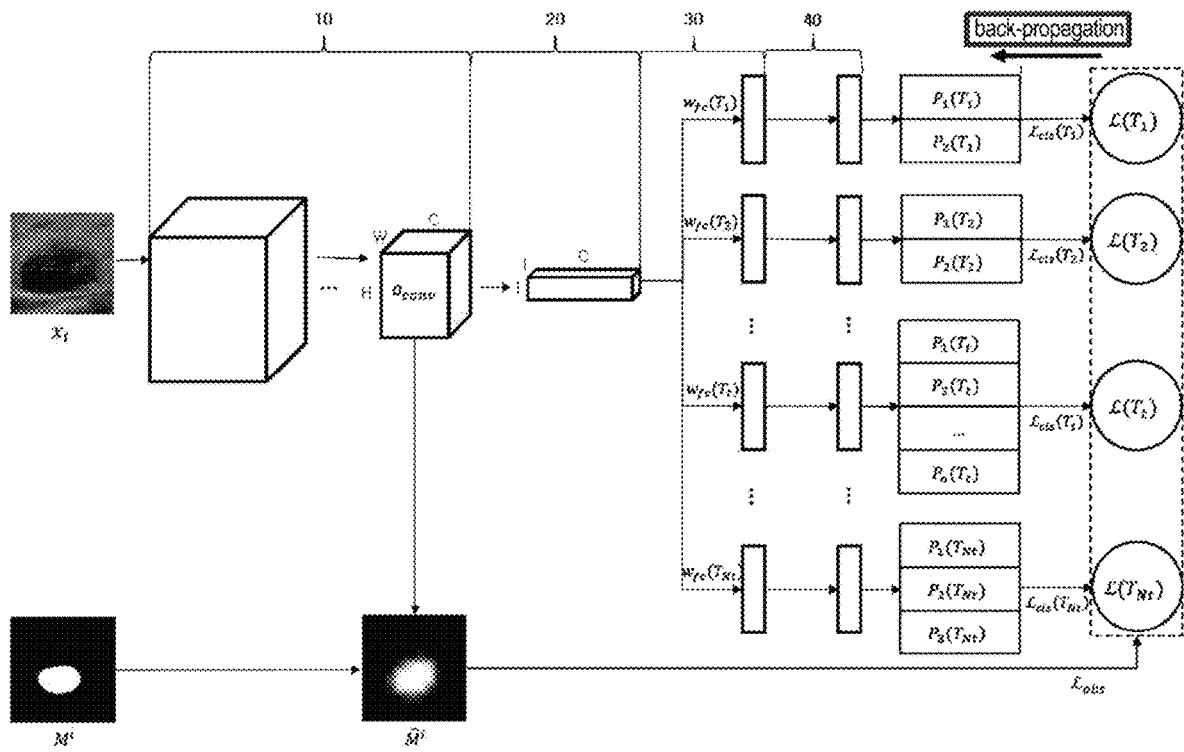 10
20
30
40
back-propagation
w_fc(T_1)
P_1(T_1)
P_2(T_1)
ℒ_cls(T_1)
ℒ(T_1)
w_fc(T_2)
P_1(T_2)
P_2(T_2)
ℒ_cls(T_2)
ℒ(T_2)
W
C
H
a_conv
...
1
1
C
X_i
⋮
⋮
w_fc(T_t)
P_1(T_t)
P_2(T_t)
...
P_n(T_t)
ℒ_cls(T_t)
ℒ(T_t)
⋮
⋮
w_fc(T_Nt)
P_1(T_Nt)
P_2(T_Nt)
P_3(T_Nt)
ℒ_cls(T_Nt)
ℒ(T_Nt)
ℒ_obs
M^i
M̂^i